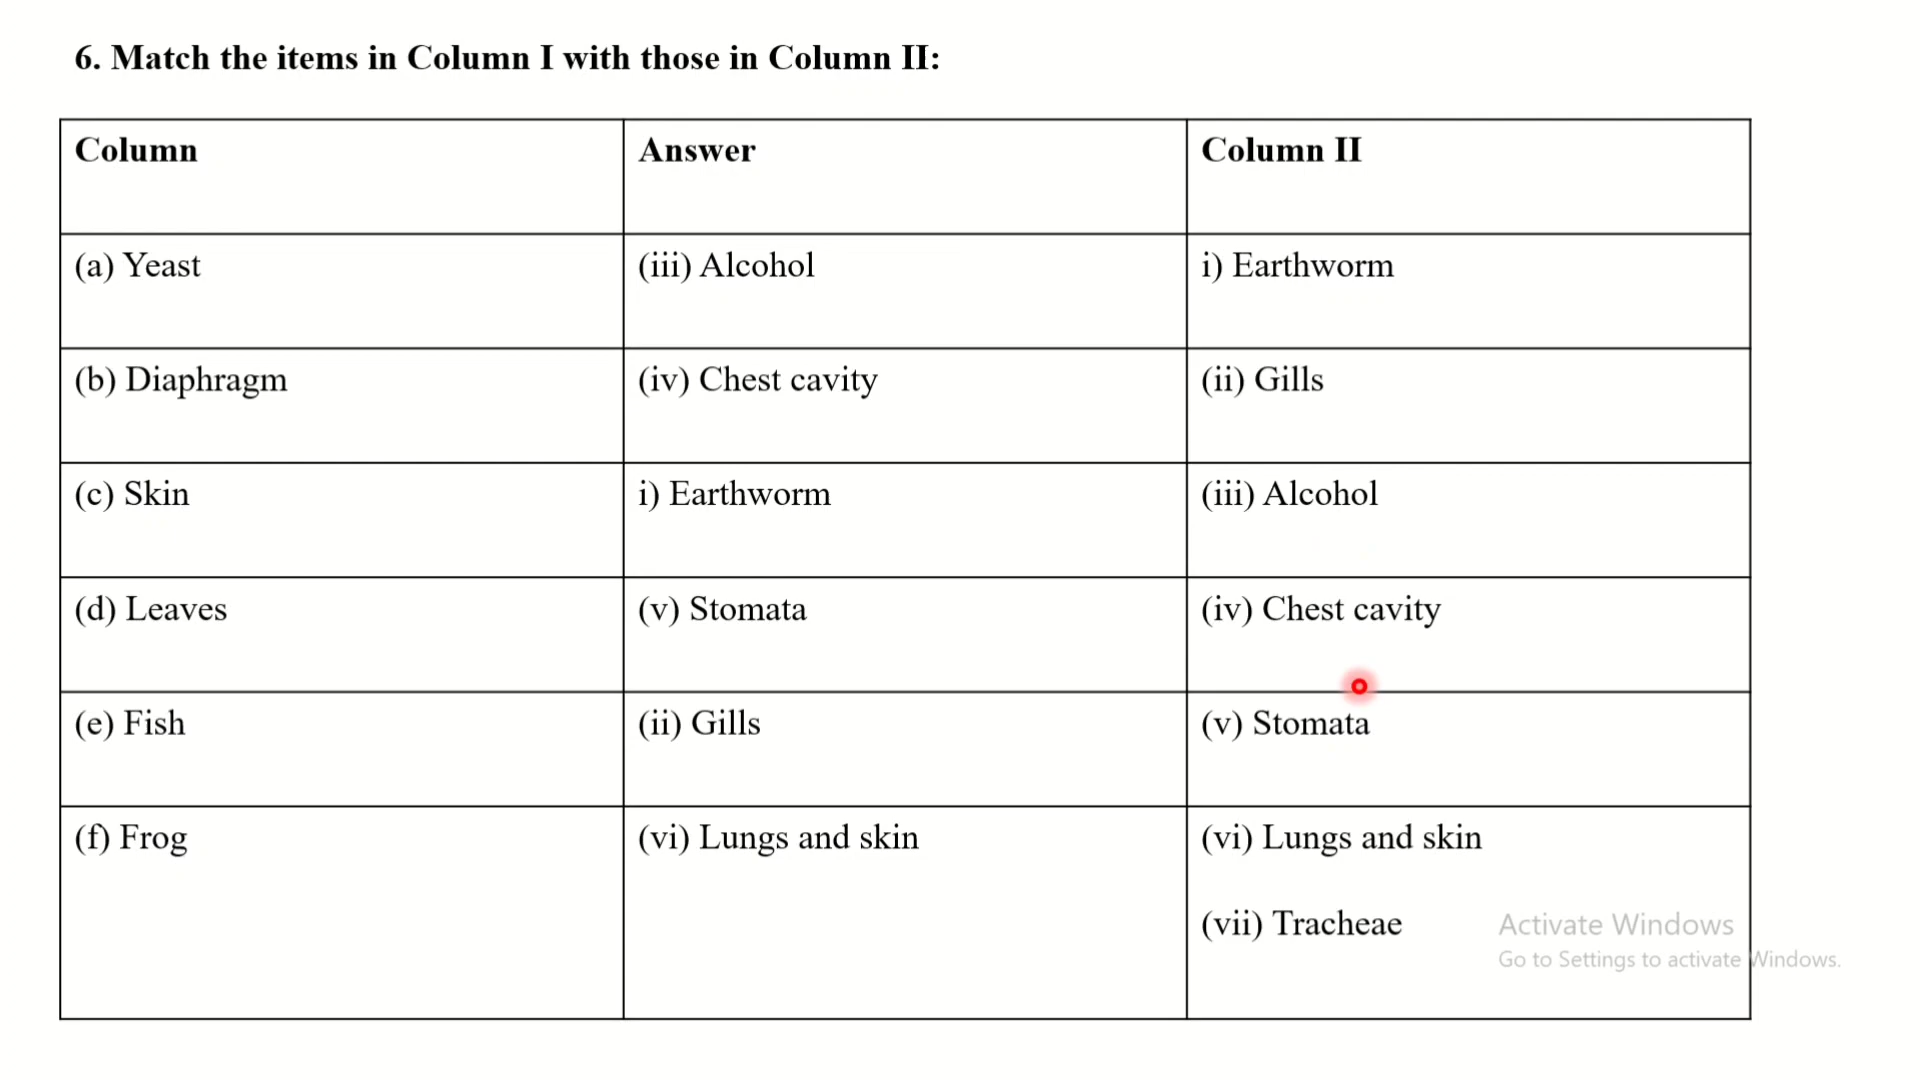 6. Match the items in Column I with those in Column II:
Column Answer Column II
(a) Yeast (iii) Alcohol i) Earthworm
(b) Diaphragm (iv) Chest cavity (ii) Gills
(c) Skin i) Earthworm (iii) Alcohol
(d) Leaves (v) Stomata (iv) Chest cavity
(e) Fish (ii) Gills (v) Stomata
(f) Frog (vi) Lungs and skin (vi) Lungs and skin
(vii) Tracheae
Activate Windows
Go to Settings to activate Windows.